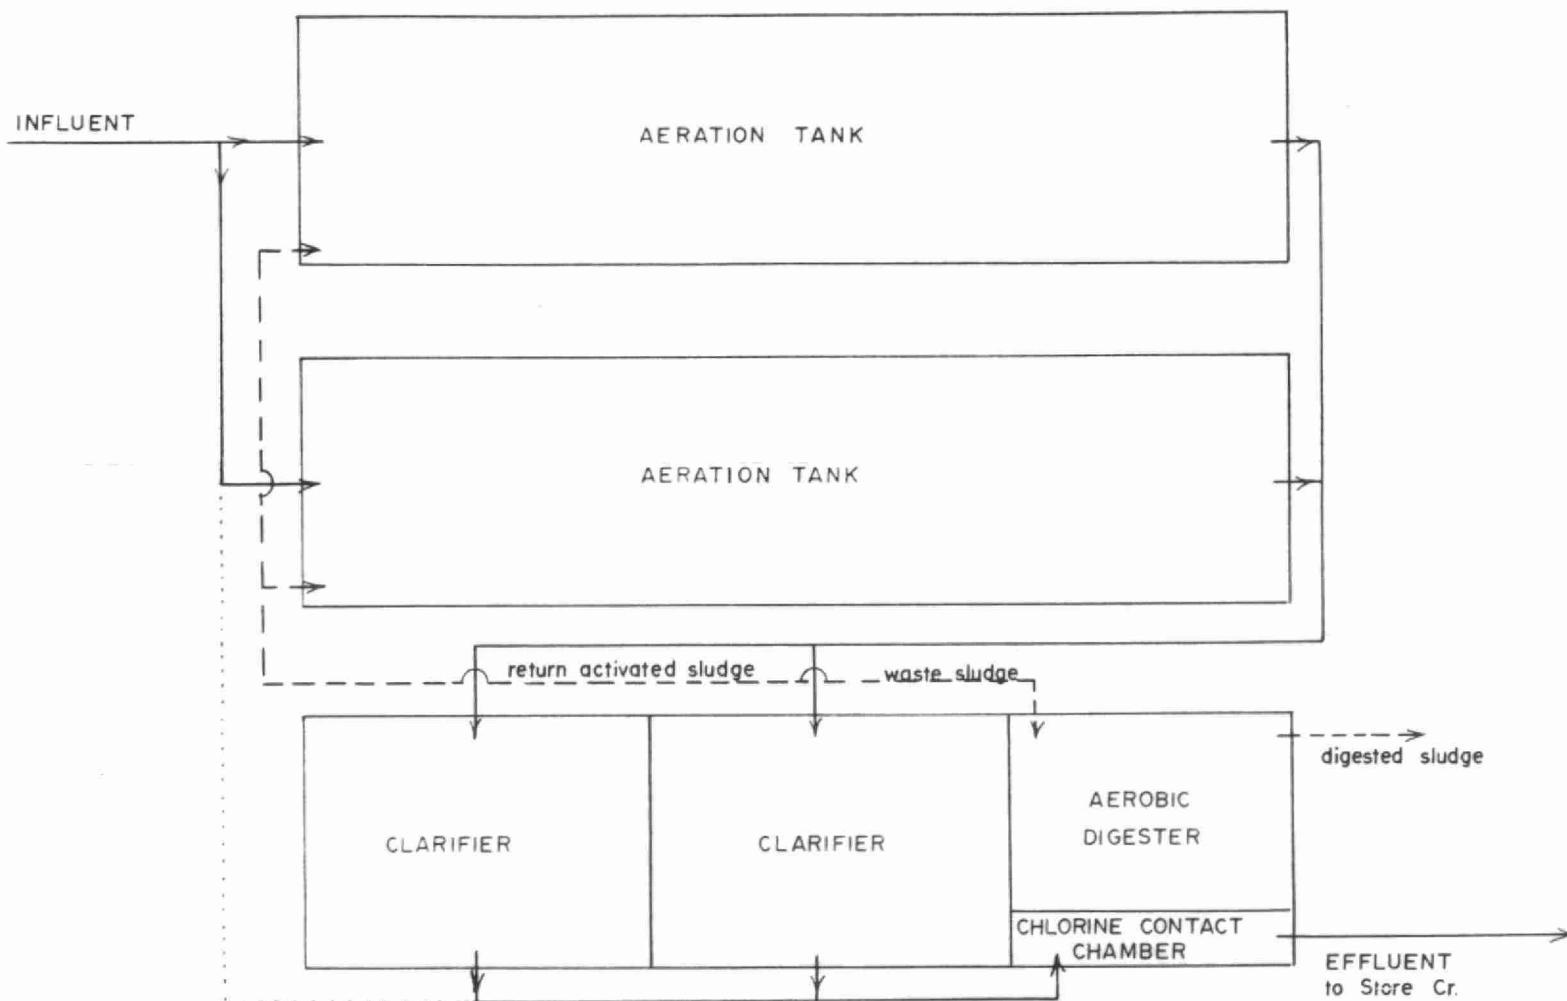 INFLUENT
AERATION TANK
AERATION TANK
return activated sludge
waste sludge
digested sludge
AEROBIC
DIGESTER
CLARIFIER
CLARIFIER
CHLORINE CONTACT
CHAMBER
EFFLUENT
to Store Cr.